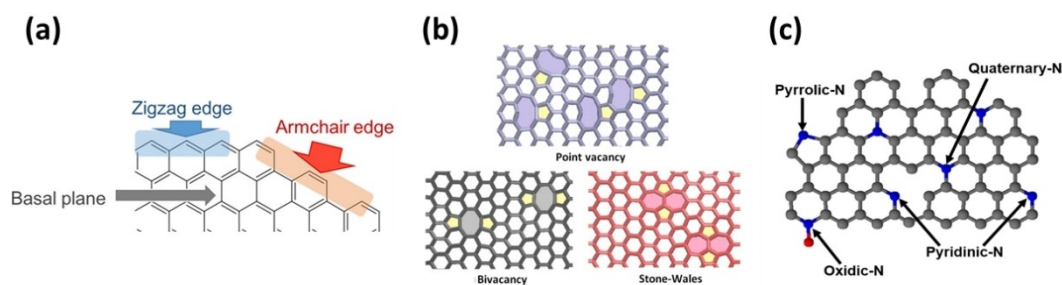 (a)
Zigzag edge
Armchair edge
Basal plane
(b)
Point vacancy
Bivacancy
Stone-Wales
(c)
Quaternary-N
Pyrrolic-N
Pyridinic-N
Oxidic-N